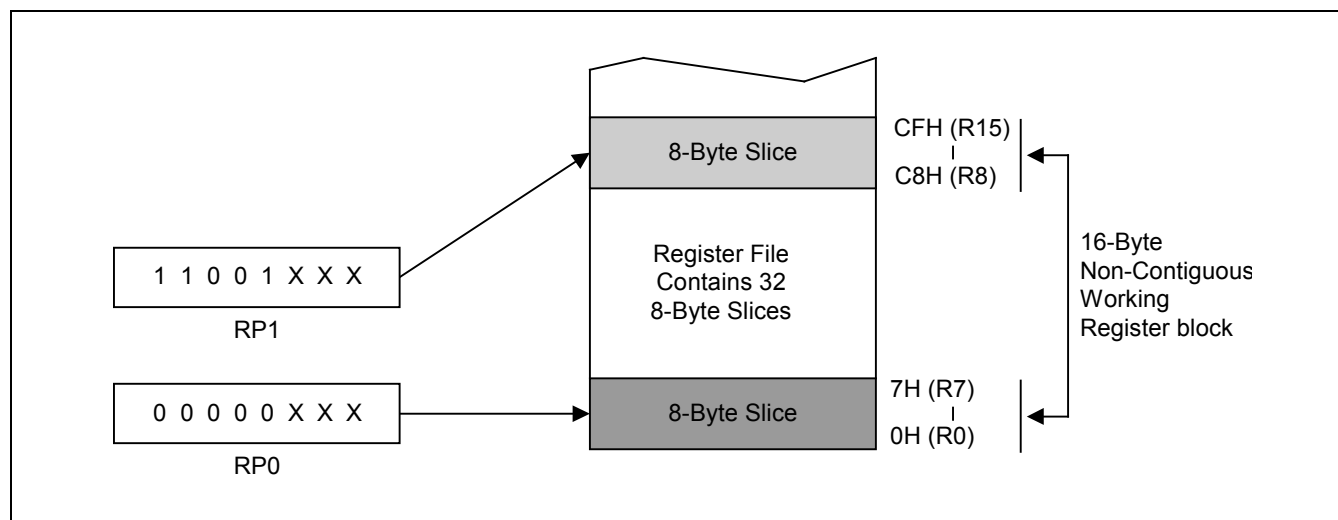 8-Byte Slice
CFH (R15)
C8H (R8)
1 1 0 0 1 X X X
RP1
Register File
Contains 32
8-Byte Slices
16-Byte
Non-Contiguous
Working
Register block
0 0 0 0 0 X X X
RP0
8-Byte Slice
7H (R7)
0H (R0)